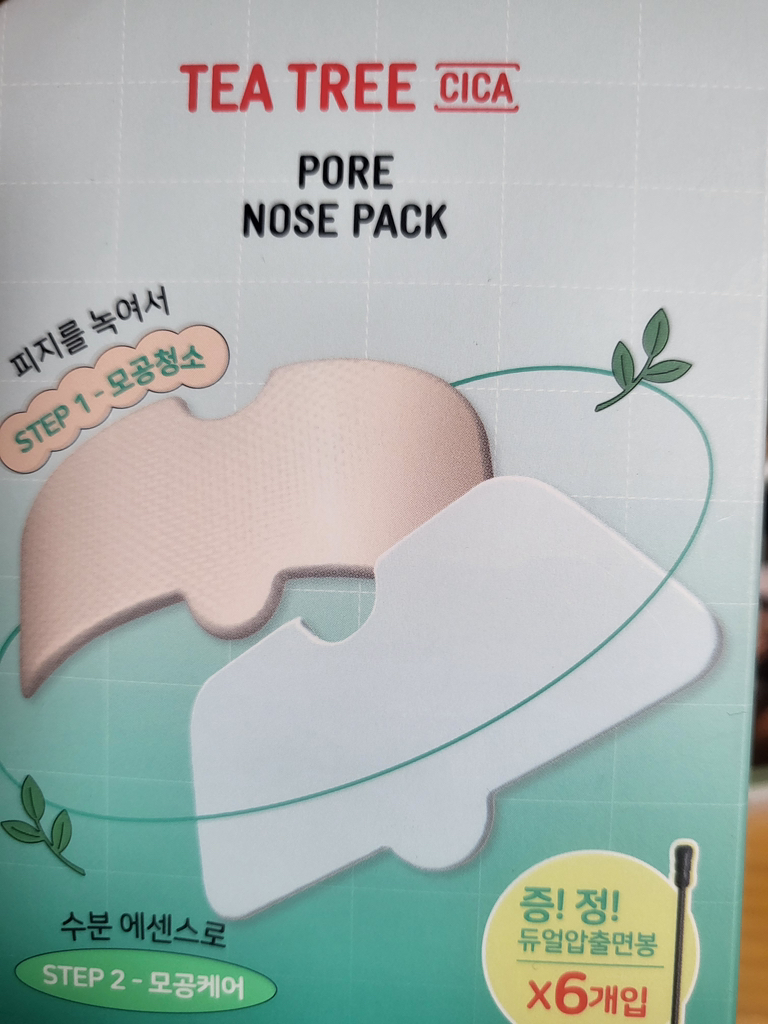 TEA TREE CICA
PORE
NOSE PACK
피지를 녹여서
STEP 1 - 모공청소
수분 에센스로
STEP 2 - 모공케어
증! 정!
듀얼압출면봉
x6개입